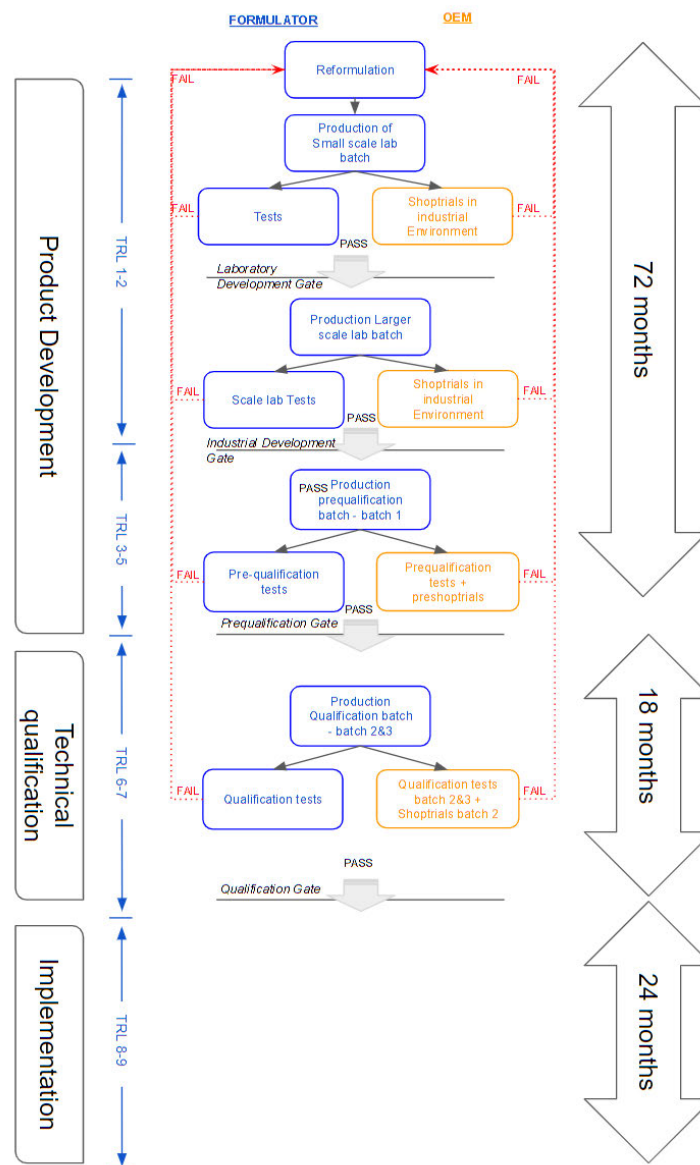 FORMULATOR
OEM
FAIL
Reformulation
FAIL
Production of
Small scale lab
batch
FAIL
Tests
Shoptrials in
industrial
Environment
FAIL
PASS
Laboratory
Development Gate
Production Larger
scale lab batch
FAIL
Scale lab Tests
Shoptrials in
industrial
Environment
FAIL
PASS
Industrial Development
Gate
PASS
Production
prequalification
batch - batch 1
FAIL
Pre-qualification
tests
Prequalification
tests +
preshoptrials
FAIL
PASS
Prequalification Gate
Production
Qualification batch
- batch 2&3
FAIL
Qualification tests
Qualification tests
batch 2&3 +
Shoptrials batch 2
FAIL
PASS
Qualification Gate
Product Development
Technical
qualification
Implementation
TRL 1-2
TRL 3-5
TRL 6-7
TRL 8-9
72 months
18 months
24 months